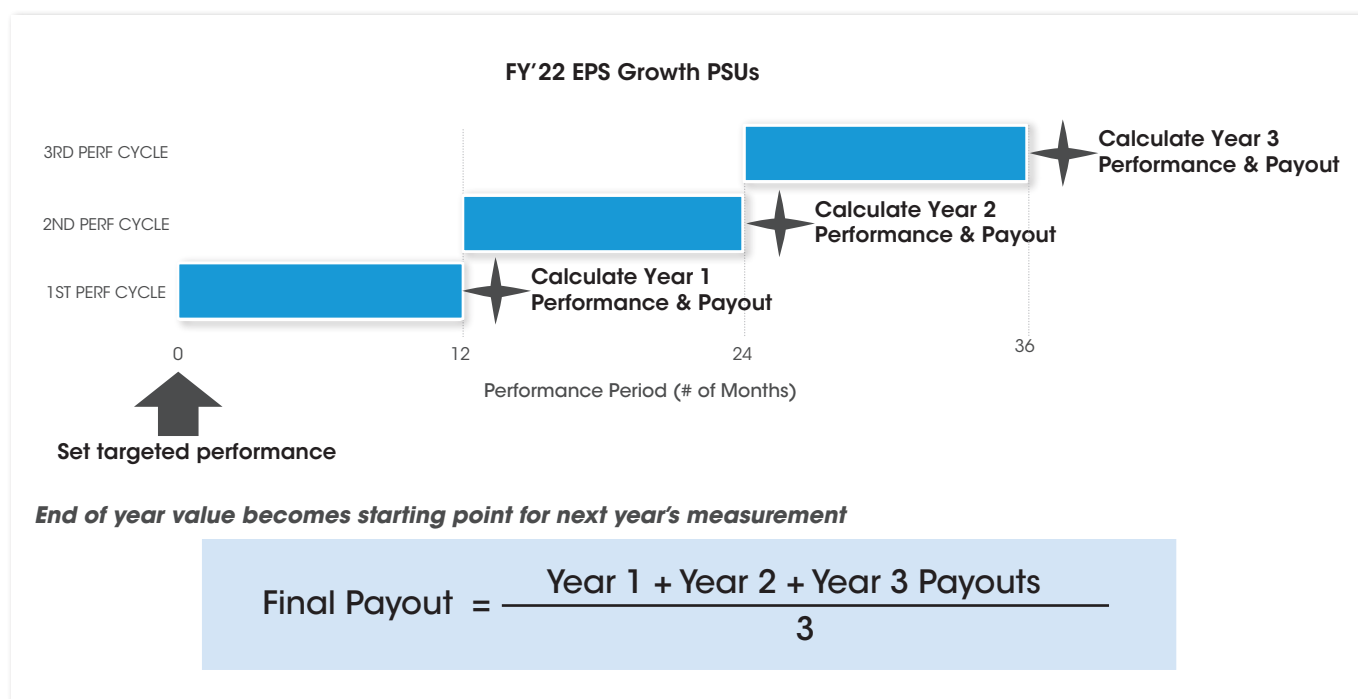 FY'22 EPS Growth PSUs
3RD PERF CYCLE
Calculate Year 3
Performance & Payout
2ND PERF CYCLE
Calculate Year 2
Performance & Payout
1ST PERF CYCLE
Calculate Year 1
Performance & Payout
0
12
24
36
Performance Period (# of Months)
Set targeted performance
End of year value becomes starting point for next year's measurement
Final Payout = Year 1 + Year 2 + Year 3 Payouts
3